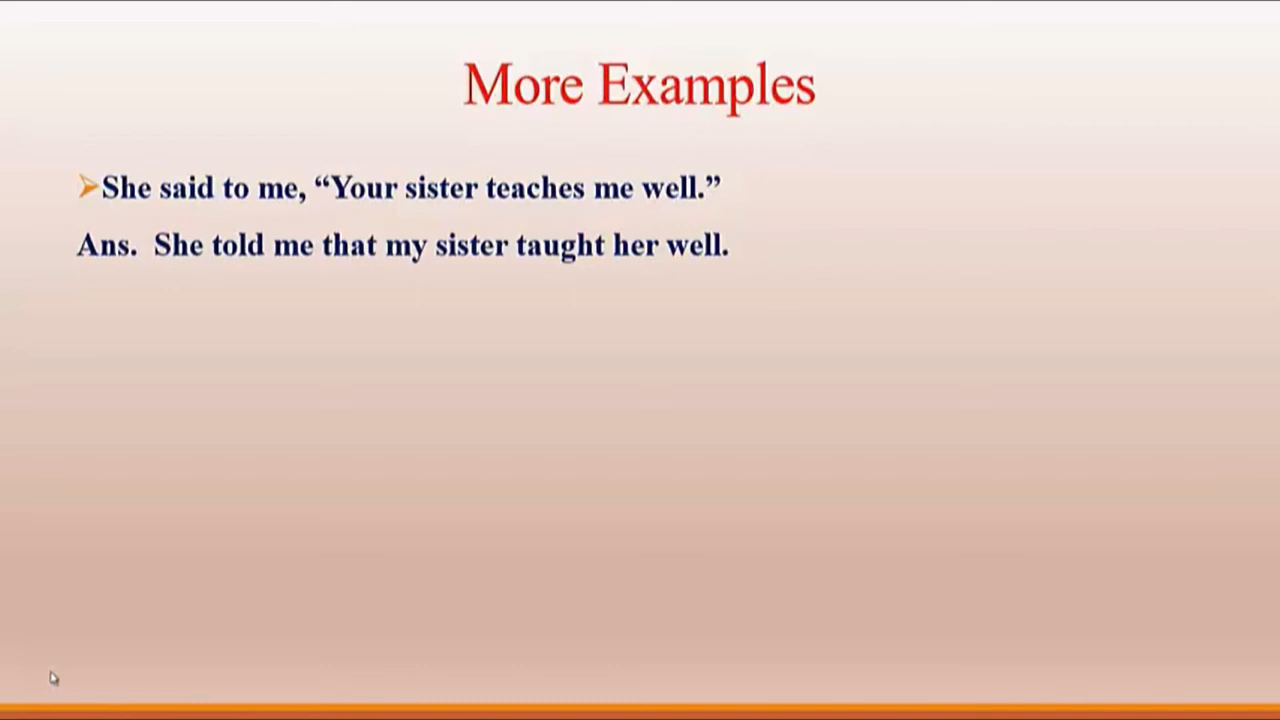 More Examples
She said to me, “Your sister teaches me well.”
Ans. She told me that my sister taught her well.